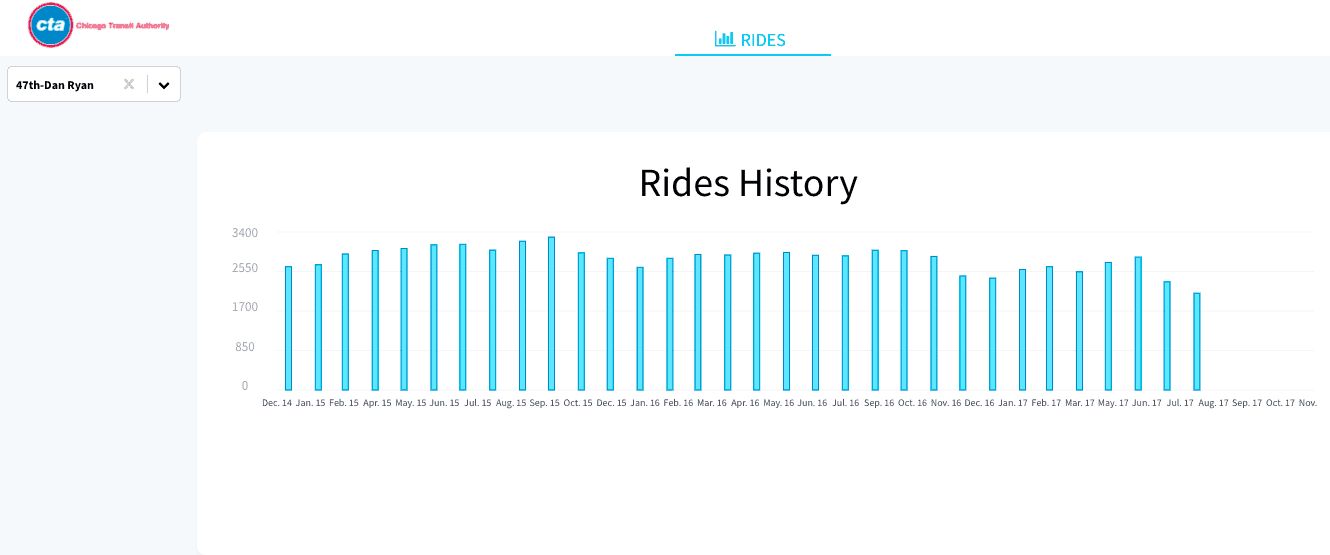 cta Chicago Transit Authority
RIDES
47th-Dan Ryan
Rides History
3400
2550
1700
850
0
Dec. 14 Jan. 15 Feb. 15 Apr. 15 May. 15 Jun. 15 Jul. 15 Aug. 15 Sep. 15 Oct. 15 Dec. 15 Jan. 16 Feb. 16 Mar. 16 Apr. 16 May. 16 Jun. 16 Jul. 16 Sep. 16 Oct. 16 Nov. 16 Dec. 16 Jan. 17 Feb. 17 Mar. 17 May. 17 Jun. 17 Jul. 17 Aug. 17 Sep. 17 Oct. 17 Nov.